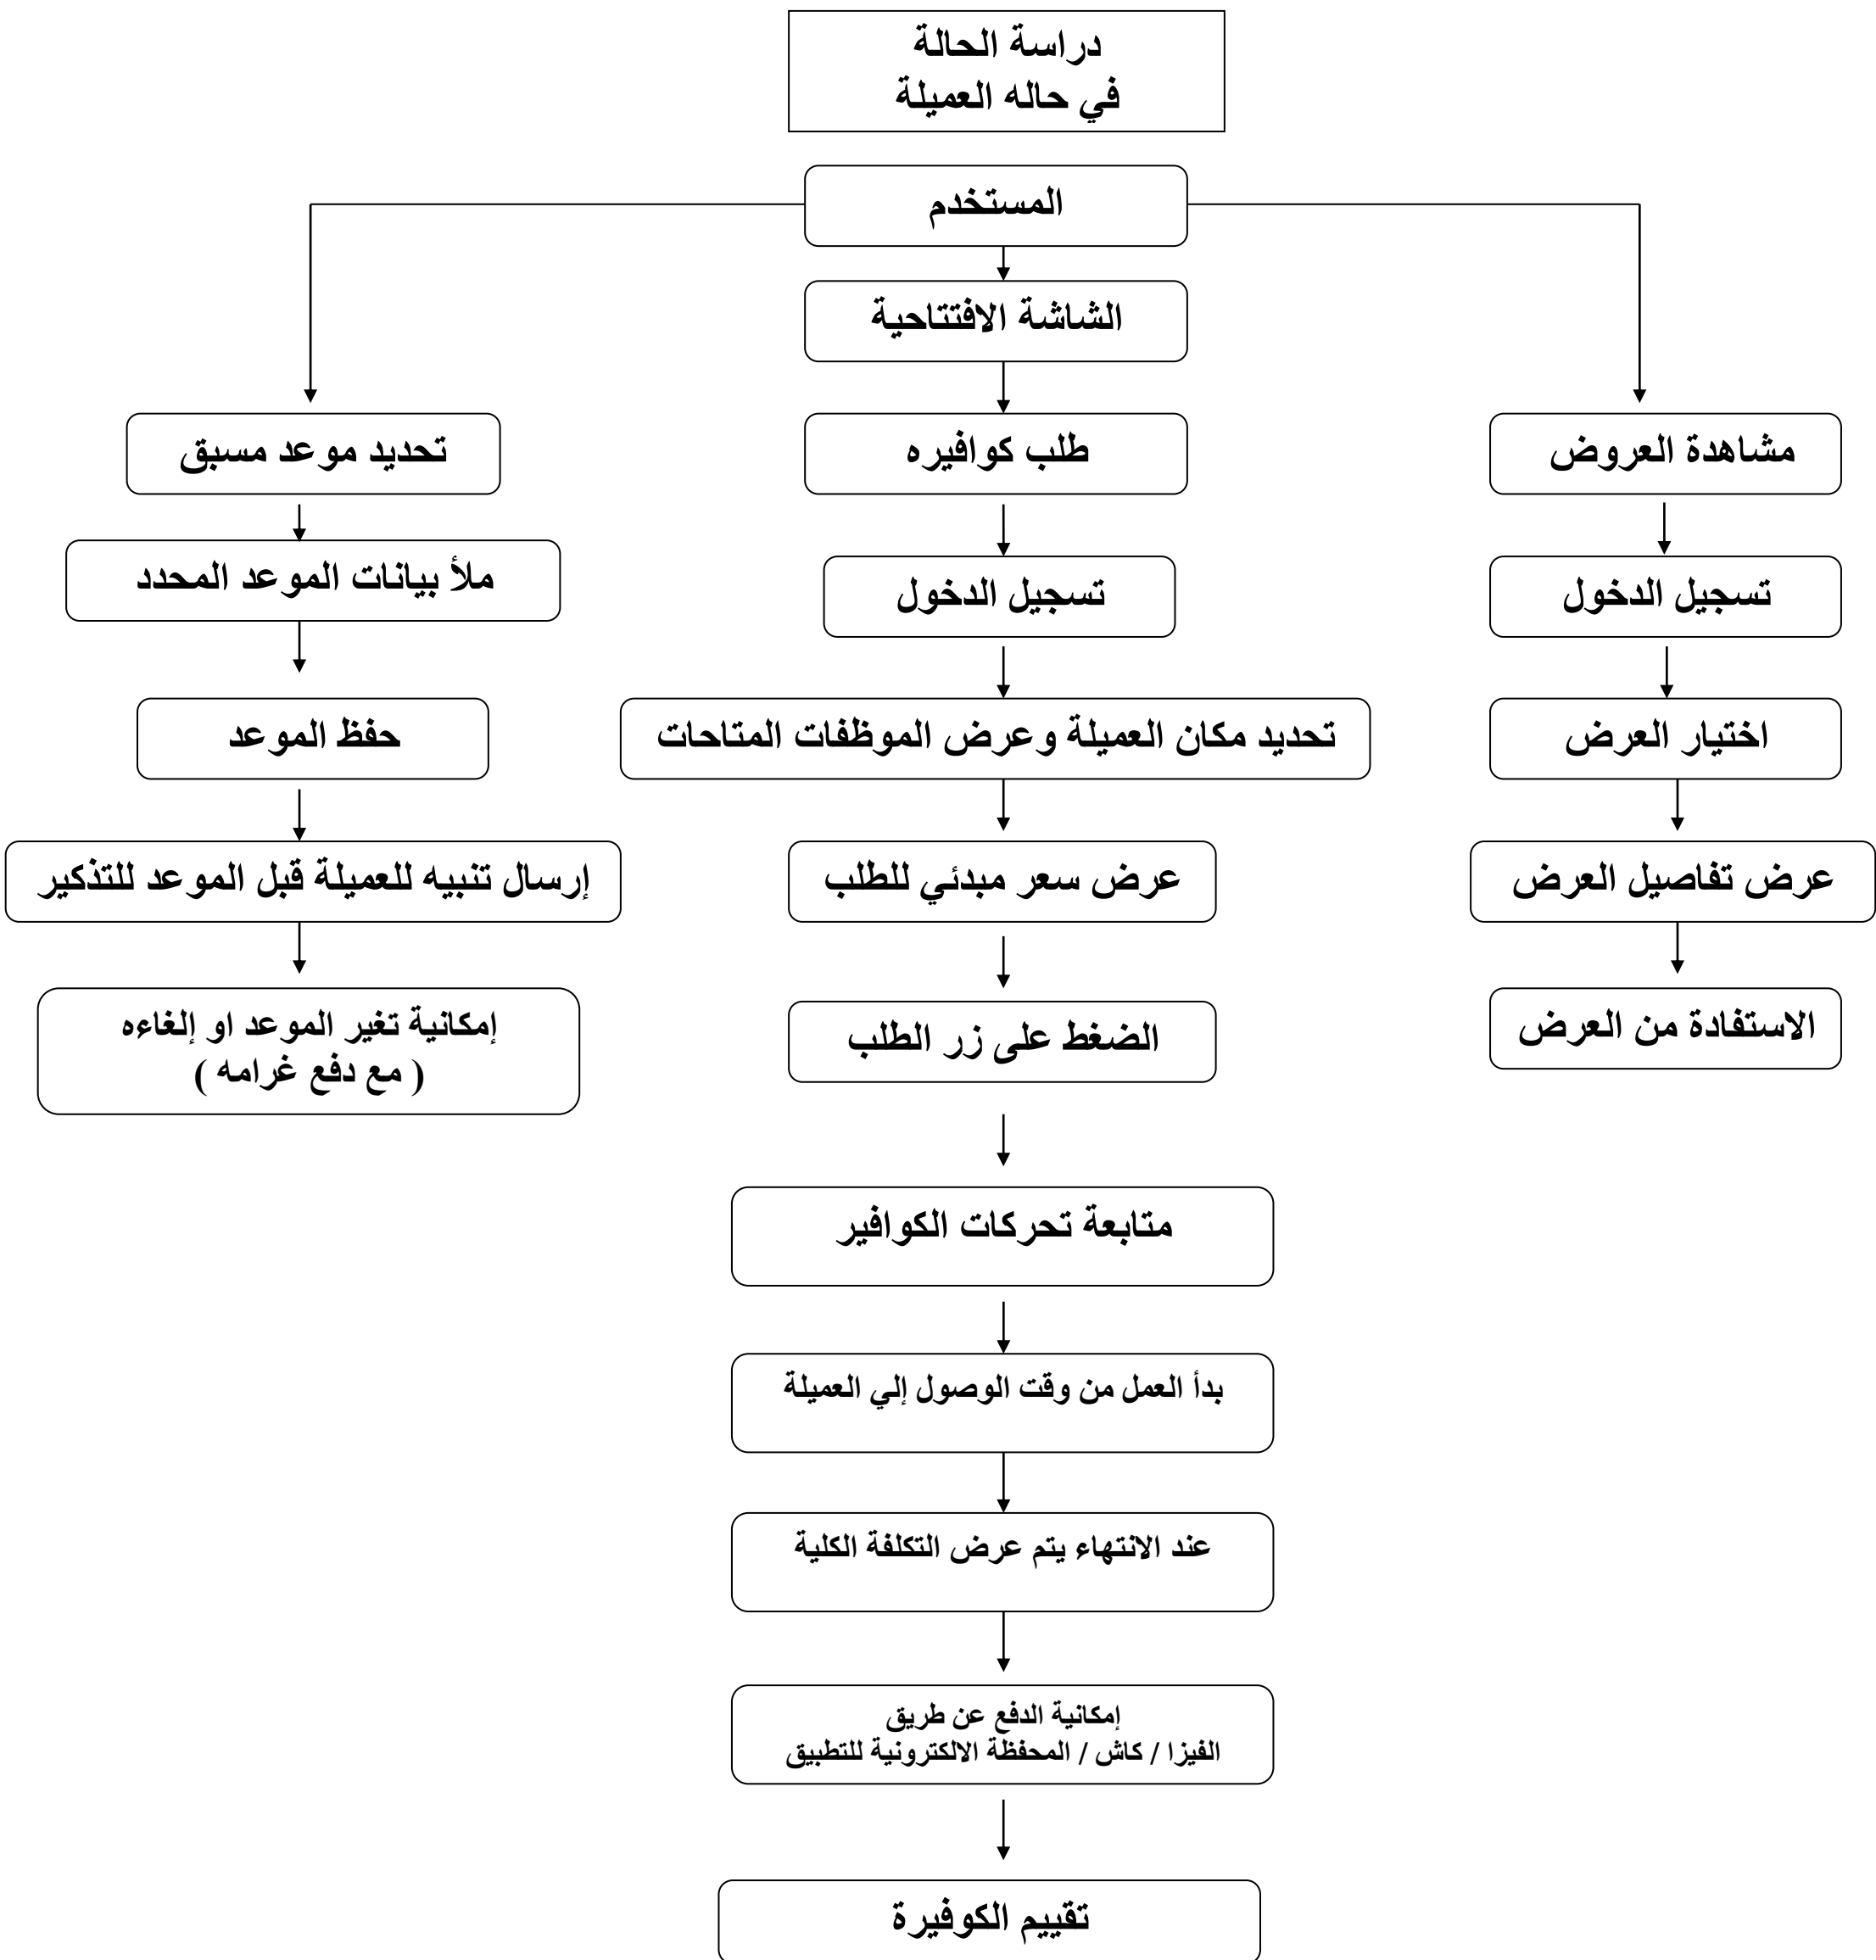 دراسة الحالة
في حاله العميلة
المستخدم
الشاشة الافتتاحية
مشاهدة العروض
طلب كوافيره
تحديد موعد مسبق
ملأ بيانات الموعد المحدد
تسجيل الدخول
تسجيل الدخول
اختيار العرض
تحديد مكان العميلة وعرض الموظفات المتاحات
حفظ الموعد
عرض تفاصيل العرض
عرض سعر مبدئي للطلب
إرسال تنبيه للعميلة قبل الموعد للتذكير
الاستفادة من العرض
الضغط على زر الطلب
إمكانية تغير الموعد او إلغاءه
( مع دفع غرامه )
متابعة تحركات الكوافير
بدأ العمل من وقت الوصول إلي العميلة
عند الانتهاء يتم عرض التكلفة الكلية
إمكانية الدفع عن طريق
الفيزا / كاش / المحفظة الالكترونية للتطبيق
تقييم الكوفيرة